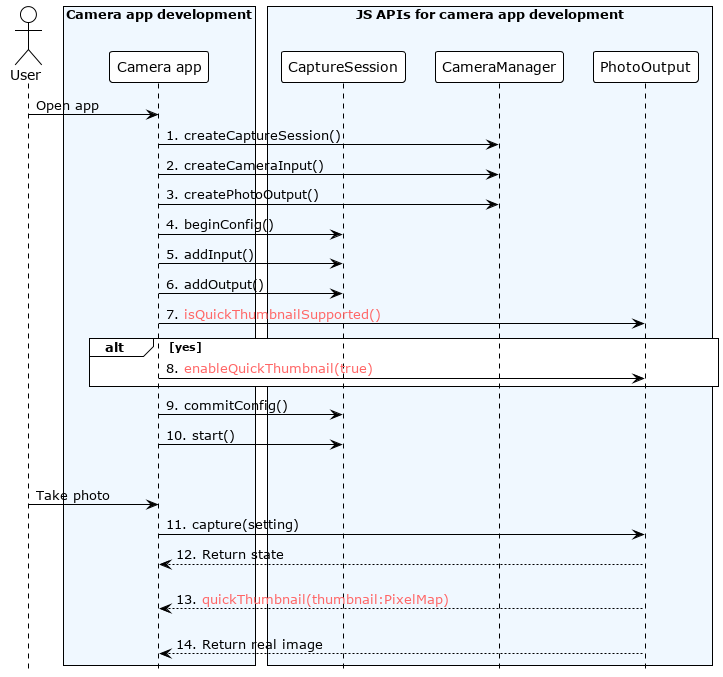 Camera app development
JS APIs for camera app development
User
Camera app
CaptureSession
CameraManager
PhotoOutput
Open app
1. createCaptureSession()
2. createCameraInput()
3. createPhotoOutput()
4. beginConfig()
5. addInput()
6. addOutput()
7. isQuickThumbnailSupported()
alt
[yes]
8. enableQuickThumbnail(true)
9. commitConfig()
10. start()
Take photo
11. capture(setting)
12. Return state
13. quickThumbnail(thumbnail:PixelMap)
14. Return real image